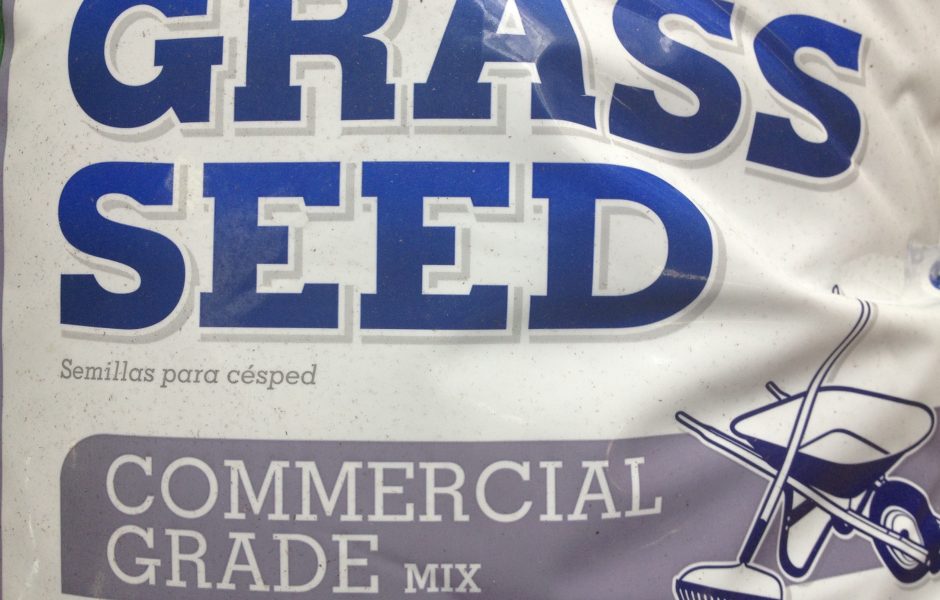 GRASS
SEED
Semillas para césped
COMMERCIAL
GRADE MIX